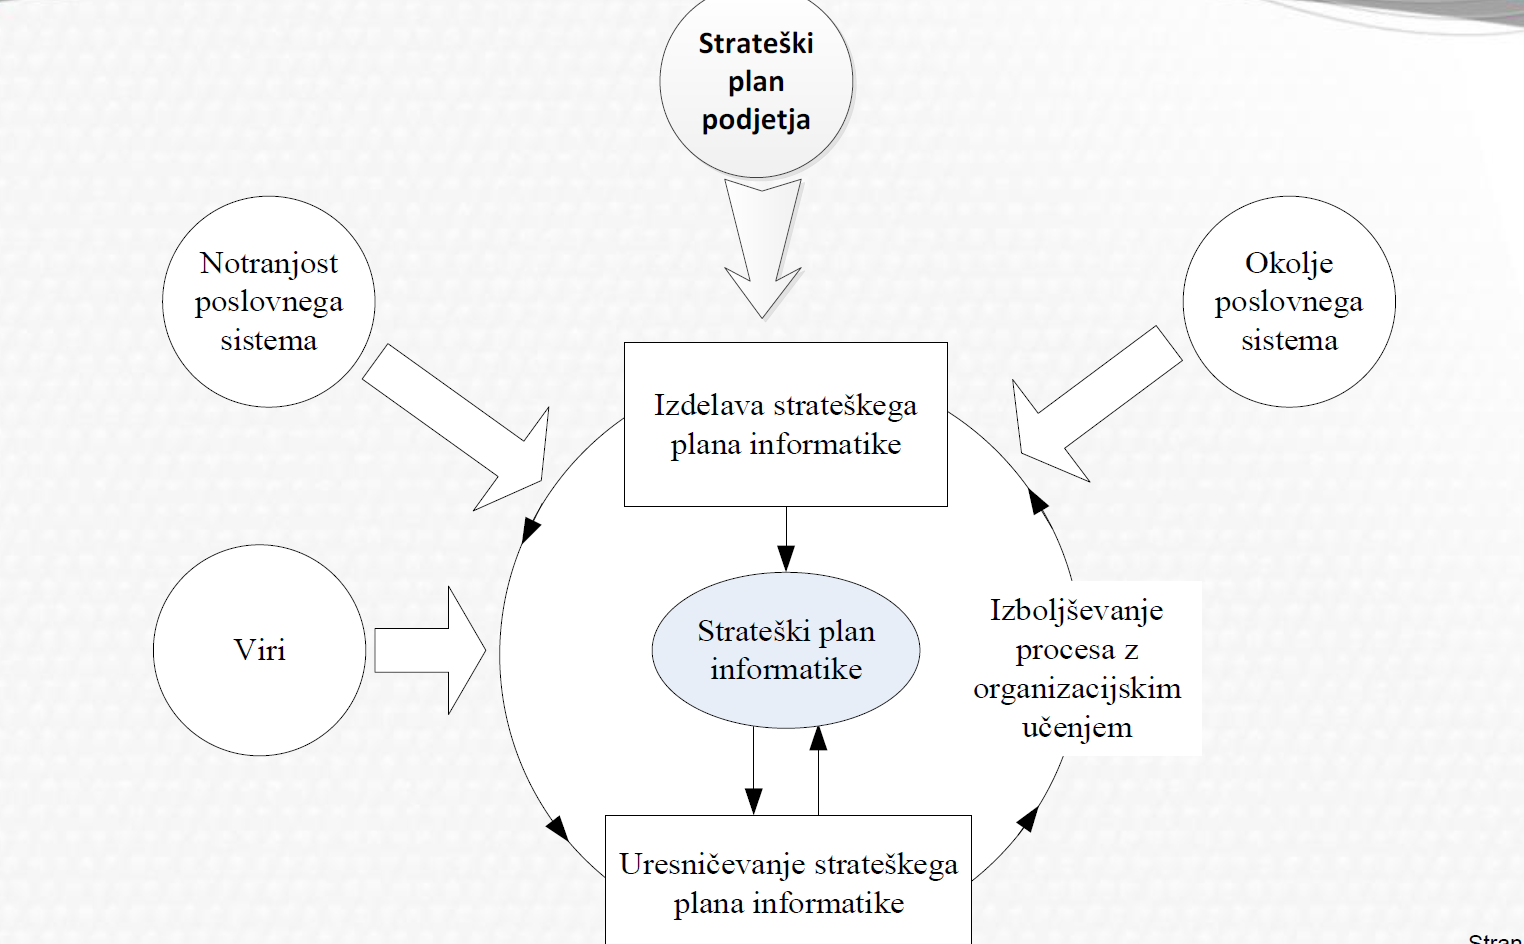 Strateški
plan
podjetja
Notranjost
poslovnega
sistema
Okolje
poslovnega
sistema
Izdelava strateškega
plana informatike
Viri
Strateški plan
informatike
Izboljševanje
procesa z
organizacijskim
učenjem
Uresničevanje strateškega
plana informatike
Stran